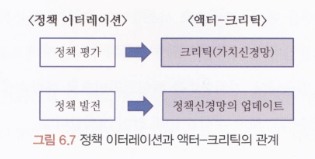 〈정책 이터레이션〉 〈액터-크리틱〉
정책 평가 크리틱(가치신경망)
정책 발전 정책신경망의 업데이트
그림 6.7 정책 이터레이션과 액터-크리틱의 관계